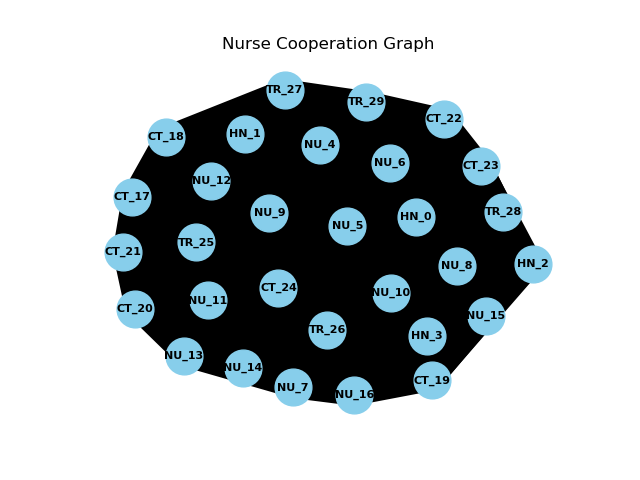 Nurse Cooperation Graph
TR_27
TR_29
CT_22
HN_1
CT_18
NU_4
NU_6
CT_23
NU_12
CT_17
NU_9
TR_28
HN_0
NU_5
TR_25
CT_21
HN_2
NU_8
CT_24
NU_10
NU_11
CT_20
NU_15
TR_26
HN_3
NU_13
NU_14
CT_19
NU_7
NU_16